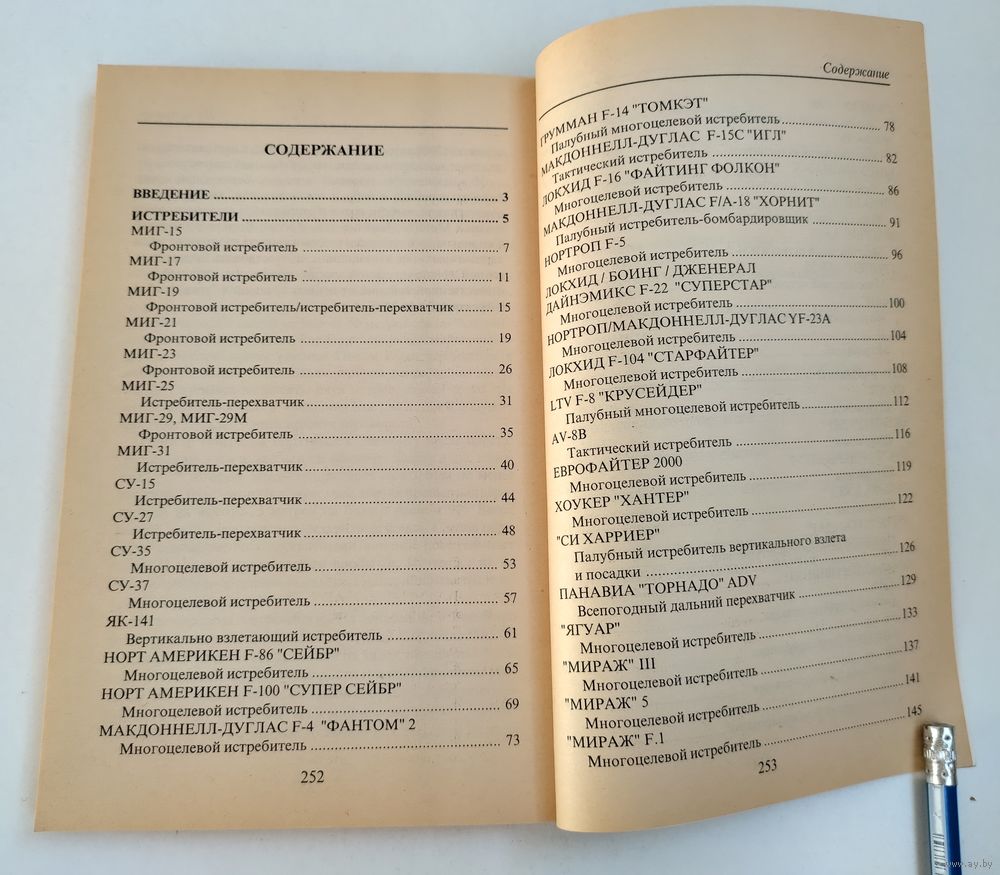 СОДЕРЖАНИЕ
ВВЕДЕНИЕ ........ 3
ИСТРЕБИТЕЛИ ........ 5
МИГ-15
Фронтовой истребитель ........ 7
МИГ-17
Фронтовой истребитель ........ 11
МИГ-19
Фронтовой истребитель/истребитель-перехватчик ........ 15
МИГ-21
Фронтовой истребитель ........ 19
МИГ-23
Фронтовой истребитель ........ 26
МИГ-25
Истребитель-перехватчик ........ 31
МИГ-29, МИГ-29М
Фронтовой истребитель ........ 35
МИГ-31
Истребитель-перехватчик ........ 40
СУ-15
Истребитель-перехватчик ........ 44
СУ-27
Истребитель-перехватчик ........ 48
СУ-35
Многоцелевой истребитель ........ 53
СУ-37
Многоцелевой истребитель ........ 57
ЯК-141
Вертикально взлетающий истребитель ........ 61
НОРТ АМЕРИКЕН F-86 "СЕЙБР"
Многоцелевой истребитель ........ 65
НОРТ АМЕРИКЕН F-100 "СУПЕР СЕЙБР"
Многоцелевой истребитель ........ 69
МАКДОННЕЛЛ-ДУГЛАС F-4 "ФАНТОМ" 2
Многоцелевой истребитель ........ 73
252
Содержание
ГРУММАН F-14 "ТОМКЭТ"
Палубный многоцелевой истребитель ........ 78
МАКДОННЕЛЛ-ДУГЛАС F-15C "ИГЛ"
Тактический истребитель ........ 82
ЛОКХИД F-16 "ФАЙТИНГ ФОЛКОН"
Многоцелевой истребитель ........ 86
МАКДОННЕЛЛ-ДУГЛАС F/A-18 "ХОРНИТ"
Палубный истребитель-бомбардировщик ........ 91
НОРТРОП F-5
Многоцелевой истребитель ........ 96
ЛОКХИД / БОИНГ / ДЖЕНЕРАЛ
ДАЙНЭМИКС F-22 "СУПЕРСТАР"
Многоцелевой истребитель ........ 100
НОРТРОП/МАКДОННЕЛЛ-ДУГЛАС YF-23A
Многоцелевой истребитель ........ 104
ЛОКХИД F-104 "СТАРФАЙТЕР"
Многоцелевой истребитель ........ 108
LTV F-8 "КРУСЕЙДЕР"
Палубный многоцелевой истребитель ........ 112
AV-8B
Тактический истребитель ........ 116
ЕВРОФАЙТЕР 2000
Многоцелевой истребитель ........ 119
ХОУКЕР "ХАНТЕР"
Многоцелевой истребитель ........ 122
"СИ ХАРРИЕР"
Палубный истребитель вертикального взлета
и посадки ........ 126
ПАНАВИА "ТОРНАДО" ADV
Всепогодный дальний перехватчик ........ 129
"ЯГУАР"
Многоцелевой истребитель ........ 133
"МИРАЖ" III
Многоцелевой истребитель ........ 137
"МИРАЖ" 5
Многоцелевой истребитель ........ 141
"МИРАЖ" F.1
Многоцелевой истребитель ........ 145
253
www.ay.by